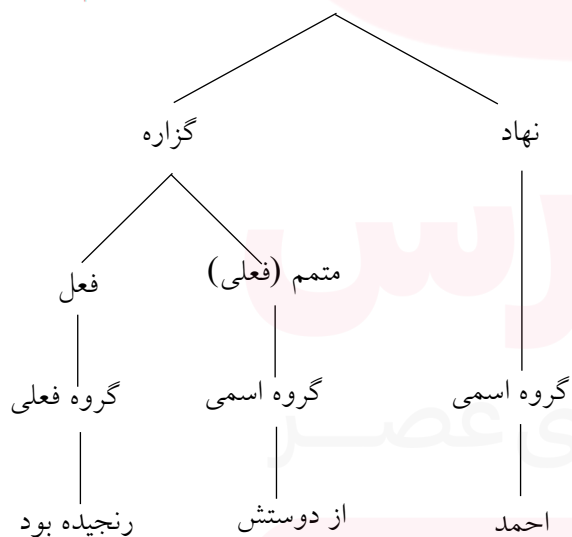 نهاد گزاره
متمم (فعلی) فعل
گروه اسمی گروه اسمی گروه فعلی
احمد از دوستش رنجیده بود